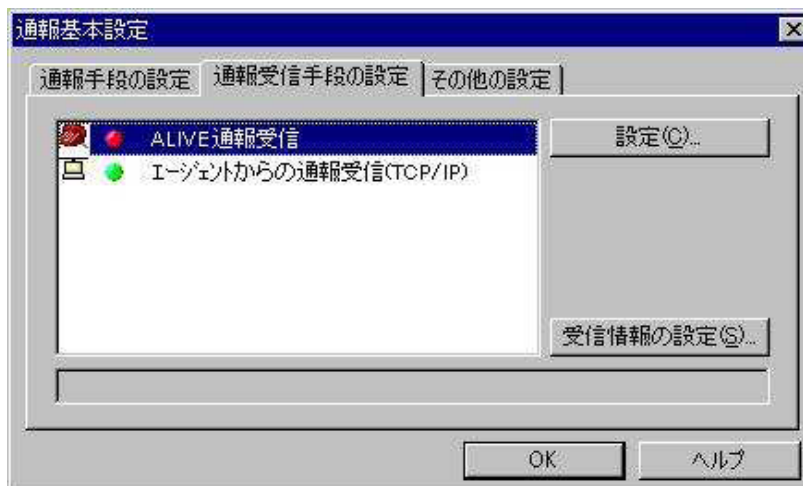 通報基本設定
通報手段の設定 通報受信手段の設定 その他の設定
ALIVE通報受信 設定(C)...
エージェントからの通報受信(TCP/IP)
受信情報の設定(S)...
OK ヘルプ